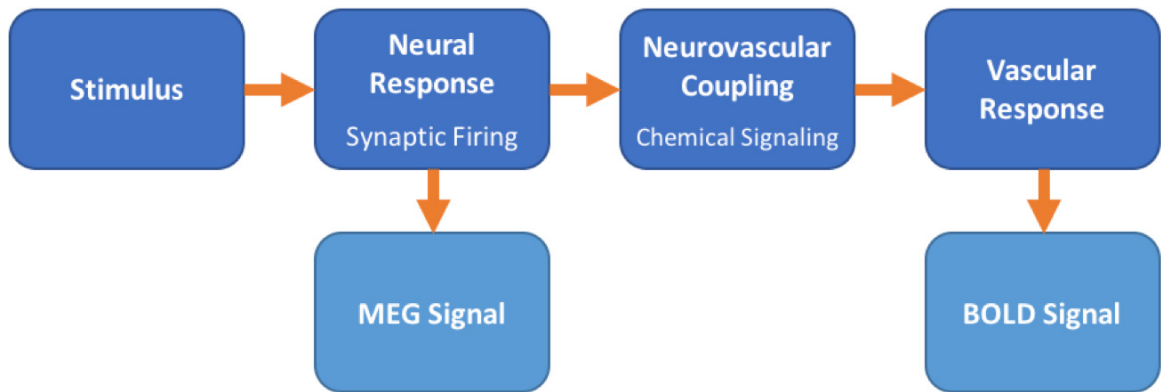 Stimulus
Neural
Response
Synaptic Firing
Neurovascular
Coupling
Chemical Signaling
Vascular
Response
MEG Signal
BOLD Signal